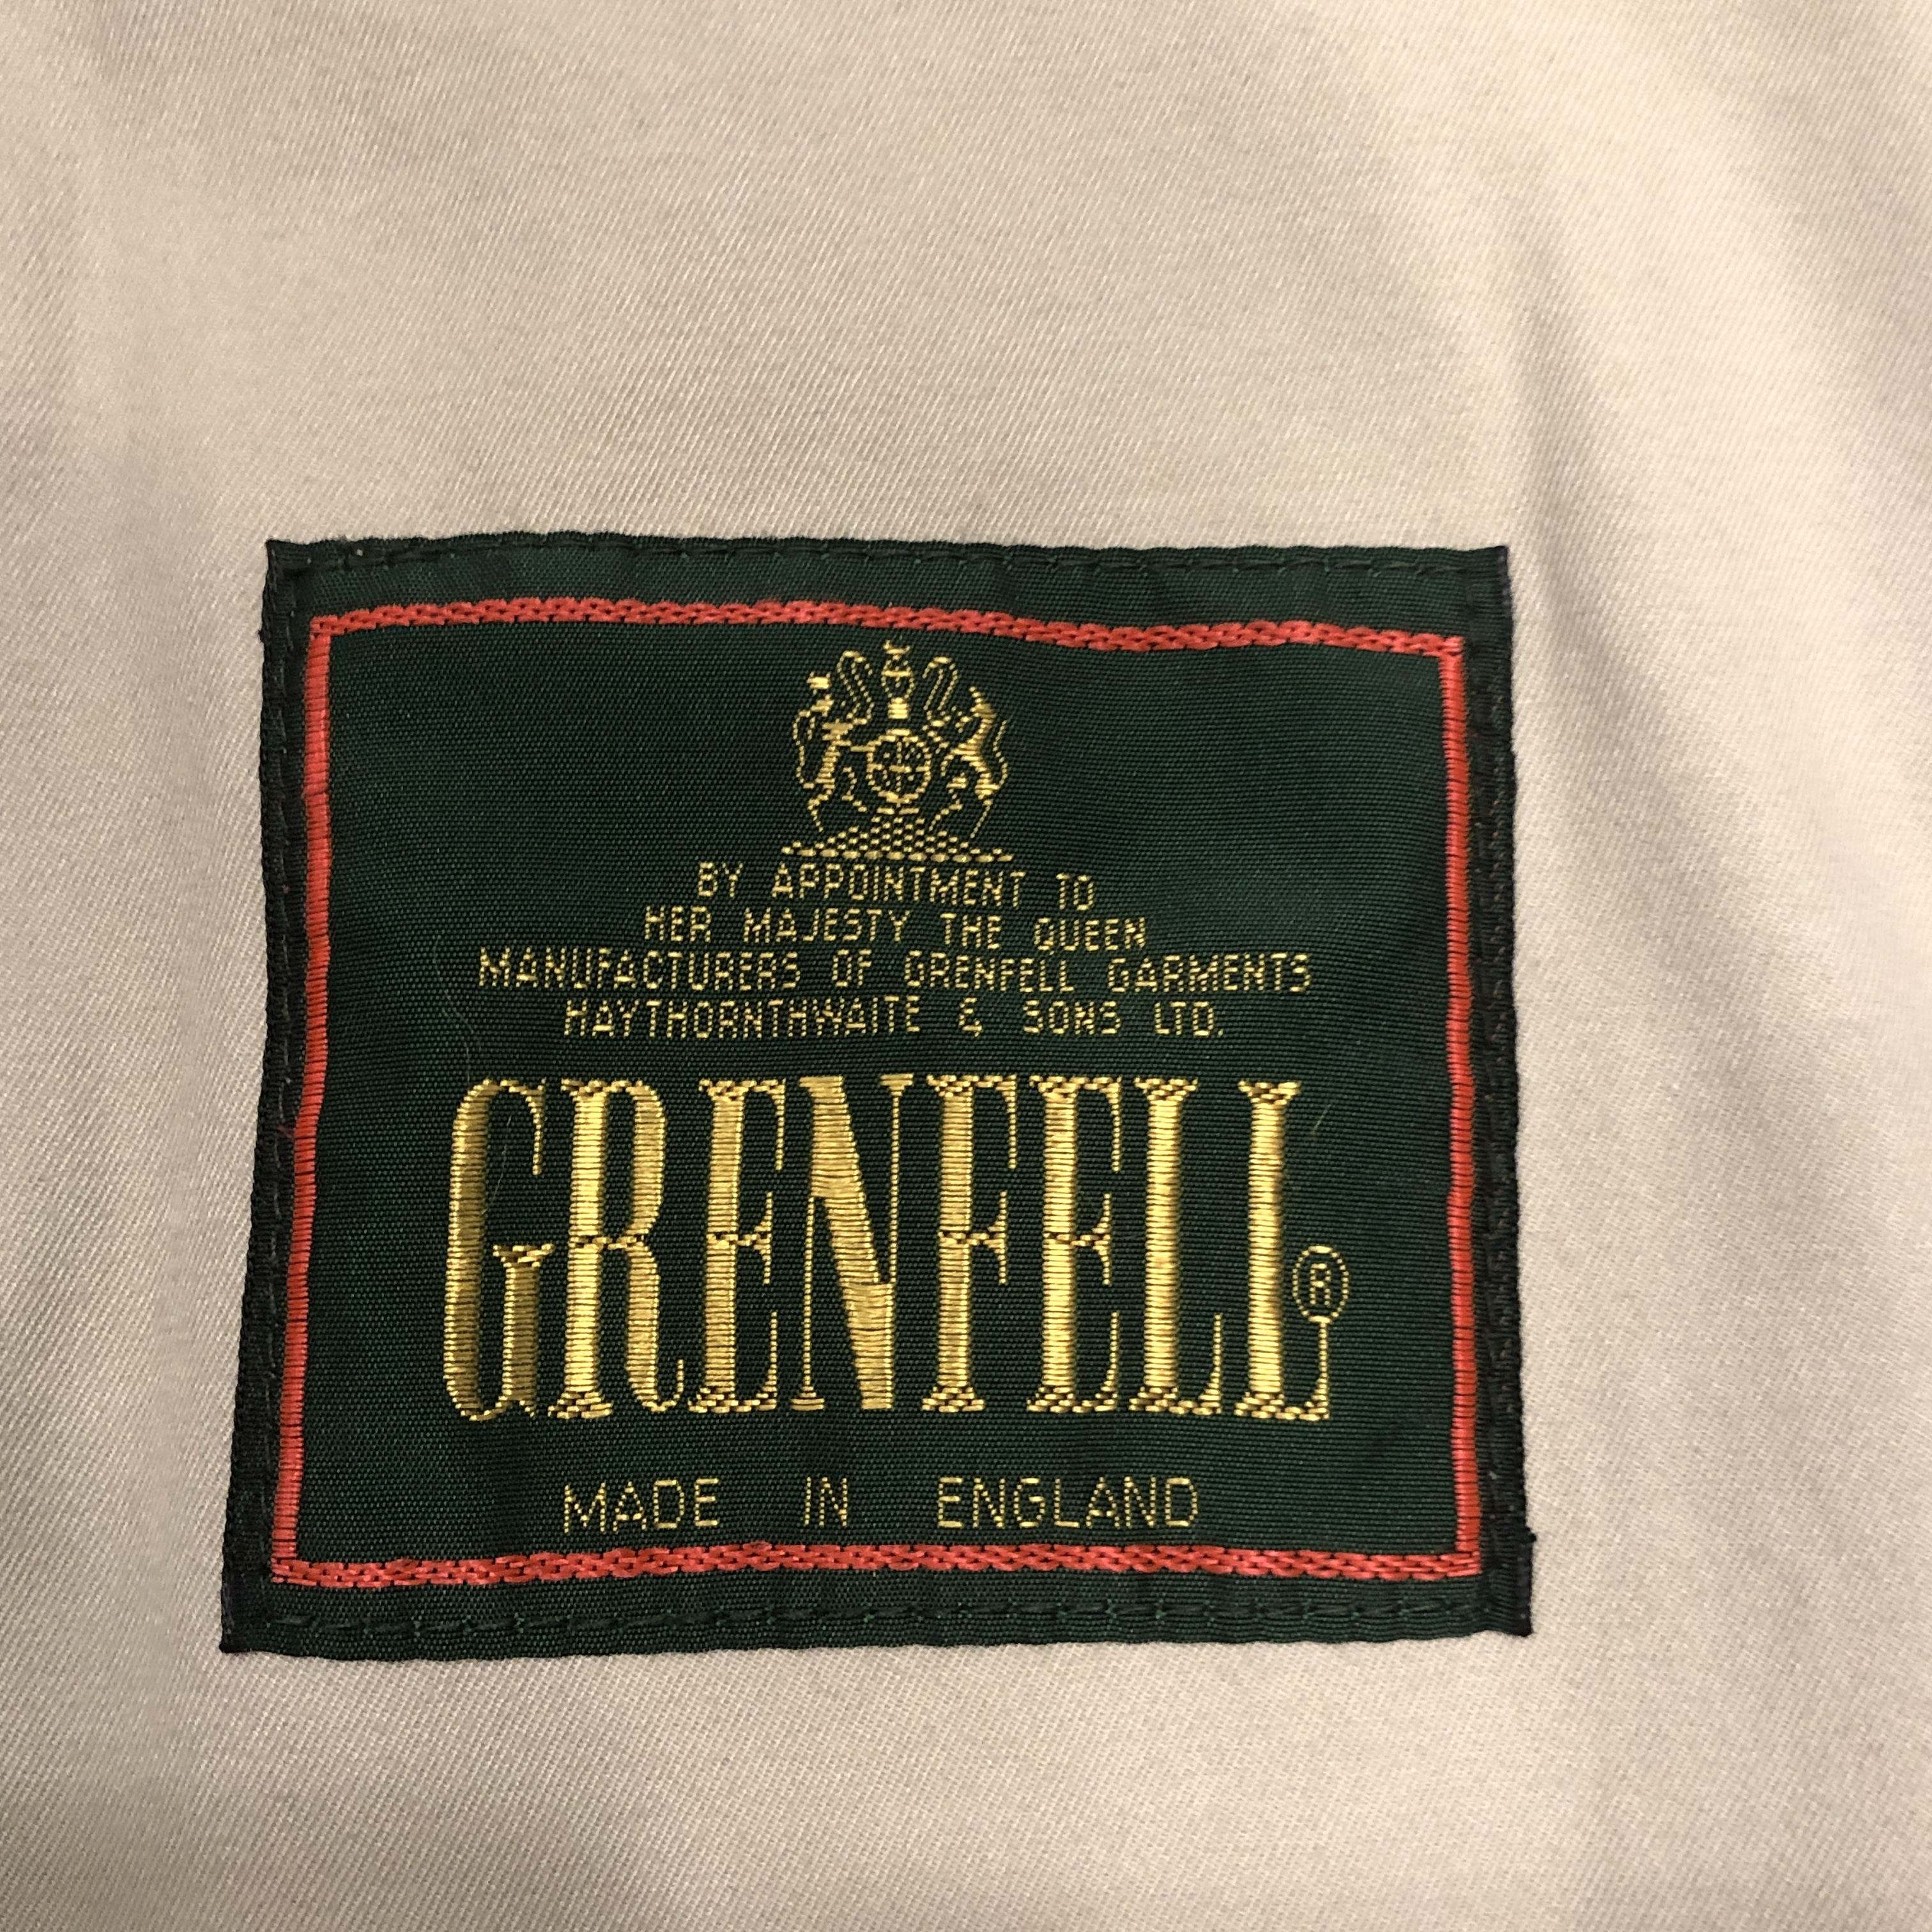 BY APPOINTMENT TO
HER MAJESTY THE QUEEN
MANUFACTURERS OF GRENFELL GARMENTS
HAYTHORNTHWAITE & SONS LTD.
GRENFELL®
MADE IN ENGLAND